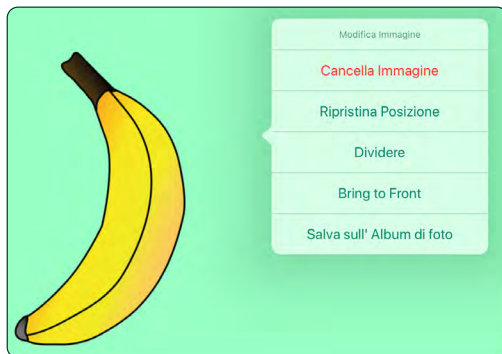 Modifica Immagine
Cancella Immagine
Ripristina Posizione
Dividere
Bring to Front
Salva sull' Album di foto